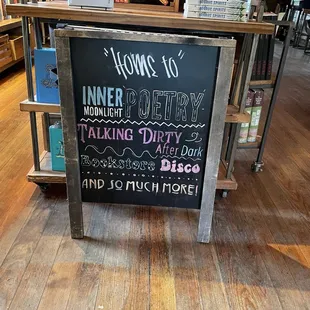 "HOME to"
INNER MOONLIGHT POETRY
TALKING DIRTY
After Dark
Bookstore Disco
AND SO MUCH MORE!